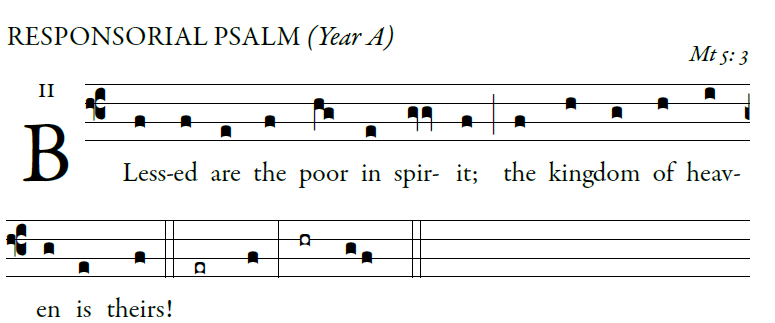 RESPONSORIAL PSALM (Year A)
Mt 5: 3
II
BLess-ed are the poor in spir- it; the kingdom of heav-
en is theirs!